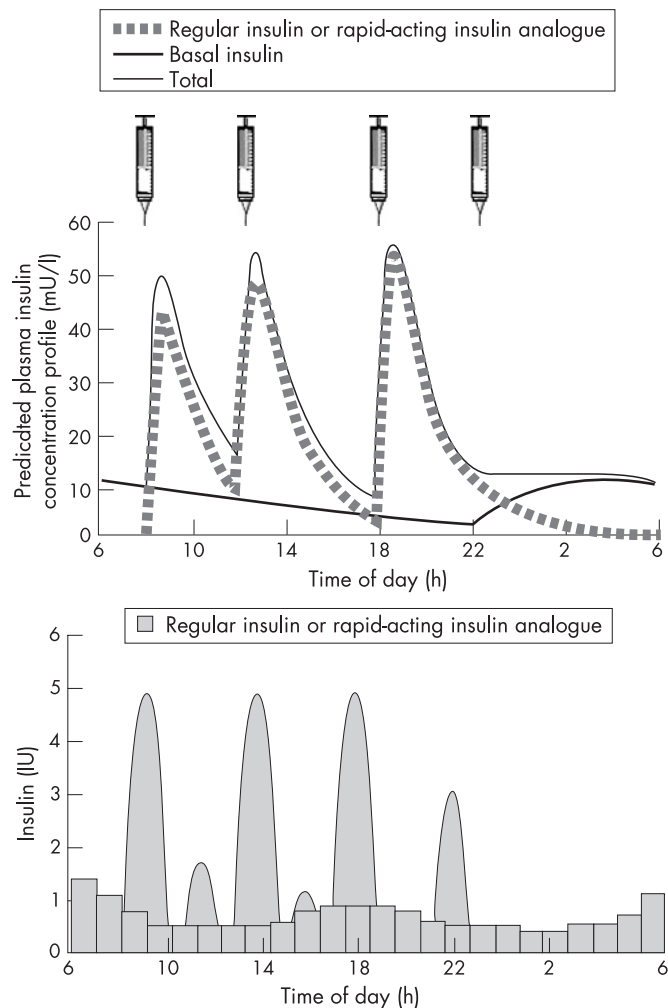 Regular insulin or rapid-acting insulin analogue
Basal insulin
Total
60
50
40
30
20
10
0
Predicdted plasma insulin
concentration profile (mU/l)
6 10 14 18 22 2 6
Time of day (h)
Regular insulin or rapid-acting insulin analogue
6
5
4
3
2
1
0
Insulin (IU)
6 10 14 18 22 2 6
Time of day (h)